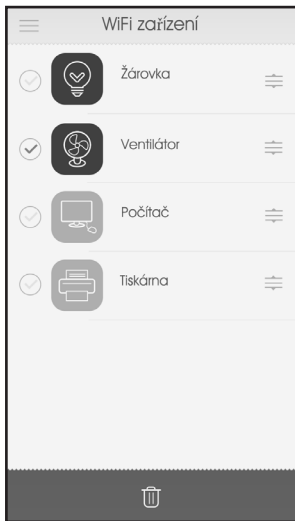 WiFi zařízení
Žárovka
Ventilátor
Počítač
Tiskárna